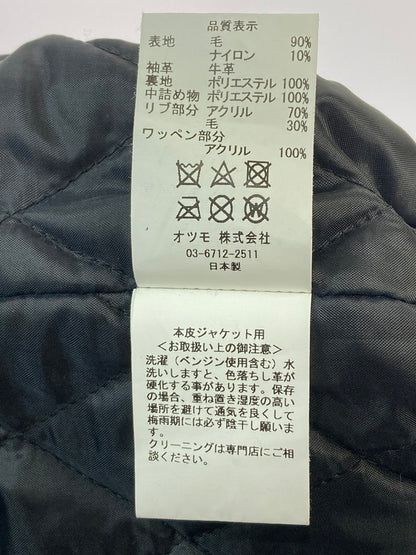 品質表示
表地 毛 90%
ナイロン 10%
袖革 牛革
裏地 ポリエステル 100%
中詰め物 ポリエステル 100%
リブ部分 アクリル 70%
毛 30%
ワッペン部分
アクリル 100%
オツモ 株式会社
03-6712-2511
日本製
本皮ジャケット用
<お取扱い上の御注意>
洗濯(ベンジン使用含む)水
洗いしますと、色落ちし革が
硬化する事があります。保存
の場合、重ね置き湿度の高い
場所を避けて通気を良くして
梅雨期には必ず陰干し願いま
す。
クリーニングは専門店にご相
談ください。